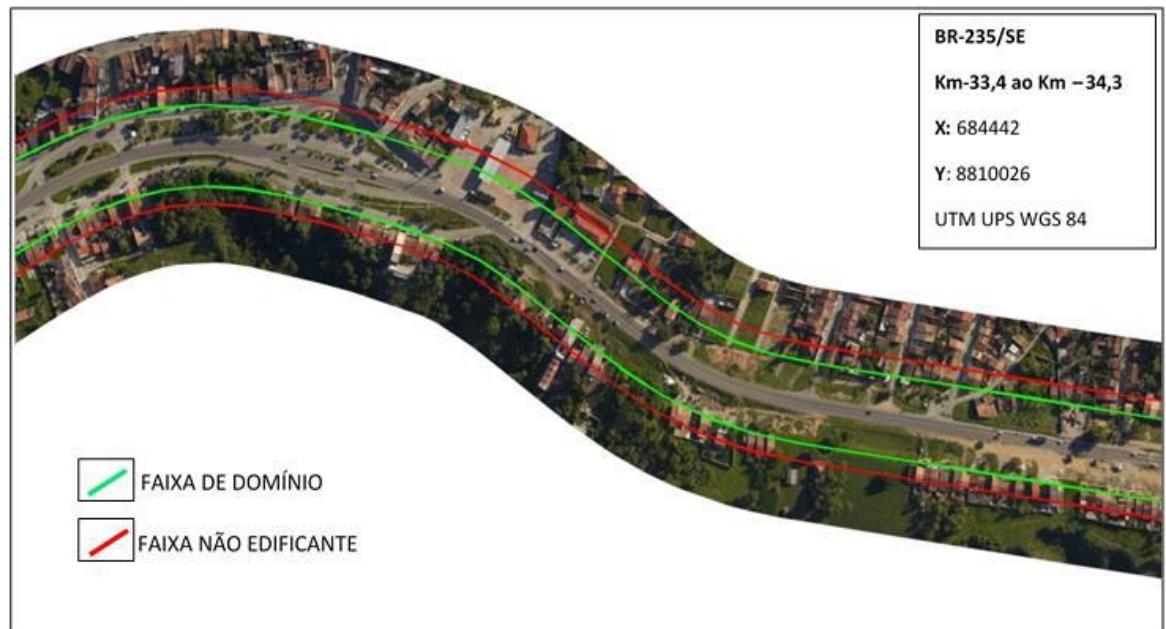 BR-235/SE
Km-33,4 ao Km –34,3
X: 684442
Y: 8810026
UTM UPS WGS 84
FAIXA DE DOMÍNIO
FAIXA NÃO EDIFICANTE